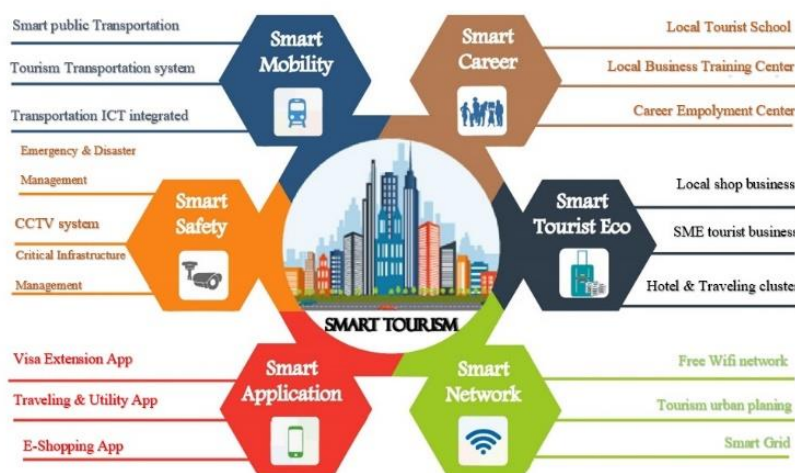 Smart public Transportation
Tourism Transportation system
Transportation ICT integrated
Smart
Mobility
Smart
Career
Local Tourist School
Local Business Training Center
Career Empolyment Center
Emergency & Disaster
Management
CCTV system
Critical Infrastructure
Management
Smart
Safety
Smart
Tourist Eco
Local shop business
SME tourist business
Hotel & Traveling cluste
SMART TOURISM
Visa Extension App
Traveling & Utility App
E-Shopping App
Smart
Application
Smart
Network
Free Wifi network
Tourism urban planing
Smart Grid